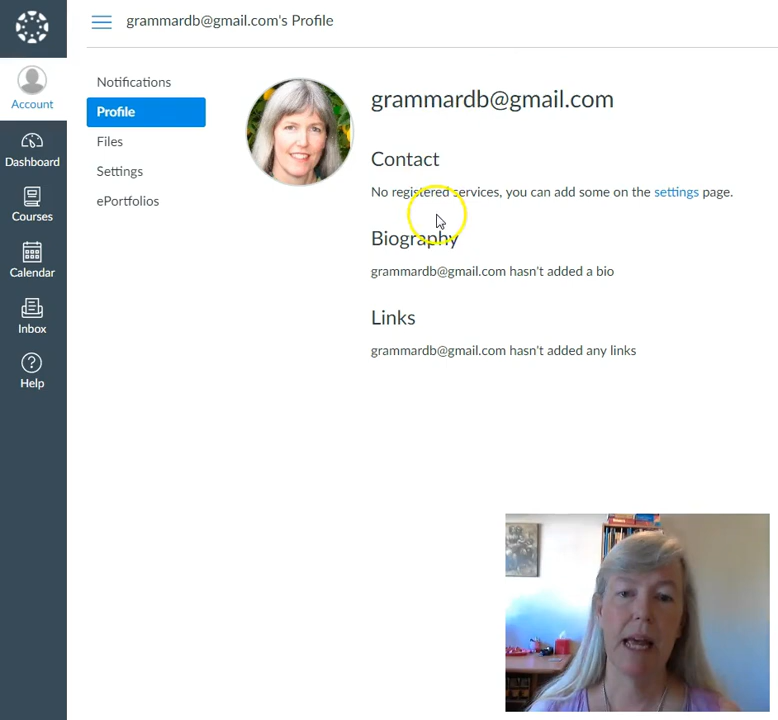 grammardb@gmail.com's Profile
Account
Dashboard
Courses
Calendar
Inbox
Help
Notifications
Profile
Files
Settings
ePortfolios
grammardb@gmail.com
Contact
No registered services, you can add some on the settings page.
Biography
grammardb@gmail.com hasn't added a bio
Links
grammardb@gmail.com hasn't added any links